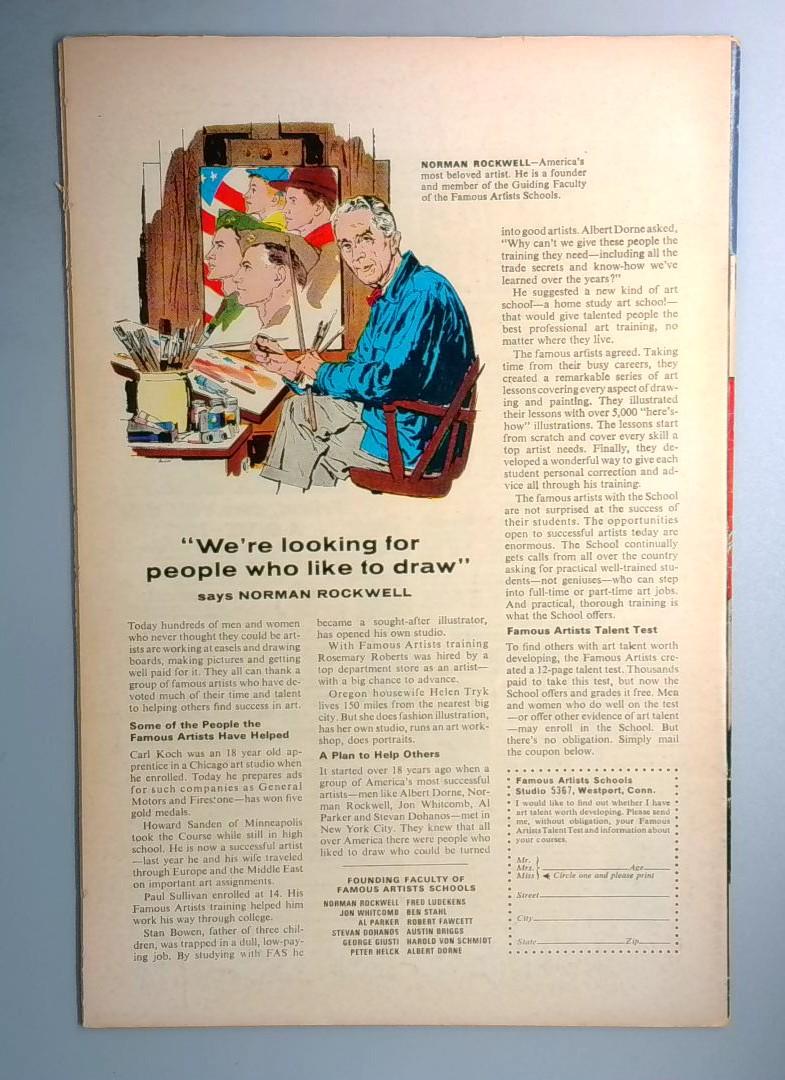 NORMAN ROCKWELL—America's
most beloved artist. He is a founder
and member of the Guiding Faculty
of the Famous Artists Schools.
"We're looking for
people who like to draw"
says NORMAN ROCKWELL
Today hundreds of men and women
who never thought they could be art-
ists are working at easels and drawing
boards, making pictures and getting
well paid for it. They all can thank a
group of famous artists who have de-
voted much of their time and talent
to helping others find success in art.
Some of the People the
Famous Artists Have Helped
Carl Koch was an 18 year old ap-
prentice in a Chicago art studio when
he enrolled. Today he prepares ads
for such companies as General
Motors and Firestone—has won five
gold medals.
Howard Sanden of Minneapolis
took the Course while still in high
school. He is now a successful artist
—last year he and his wife traveled
through Europe and the Middle East
on important art assignments.
Paul Sullivan enrolled at 14. His
Famous Artists training helped him
work his way through college.
Stan Bowen, father of three chil-
dren, was trapped in a dull, low-pay-
ing job. By studying with FAS he
became a sought-after illustrator,
has opened his own studio.
With Famous Artists training
Rosemary Roberts was hired by a
top department store as an artist—
with a big chance to advance.
Oregon housewife Helen Tryk
lives 150 miles from the nearest big
city. But she does fashion illustration,
has her own studio, runs an art work-
shop, does portraits.
A Plan to Help Others
It started over 18 years ago when a
group of America's most successful
artists—men like Albert Dorne, Nor-
man Rockwell, Jon Whitcomb, Al
Parker and Stevan Dohanos—met in
New York City. They knew that all
over America there were people who
liked to draw who could be turned
FOUNDING FACULTY OF
FAMOUS ARTISTS SCHOOLS
NORMAN ROCKWELL FRED LUDEKENS
JON WHITCOMB BEN STAHL
AL PARKER ROBERT FAWCETT
STEVAN DOHANOS AUSTIN BRIGGS
GEORGE GIUSTI HAROLD VON SCHMIDT
PETER HELCK ALBERT DORNE
into good artists. Albert Dorne asked,
"Why can't we give these people the
training they need—including all the
trade secrets and know-how we've
learned over the years?"
He suggested a new kind of art
school—a home study art school—
that would give talented people the
best professional art training, no
matter where they live.
The famous artists agreed. Taking
time from their busy careers, they
created a remarkable series of art
lessons covering every aspect of draw-
ing and painting. They illustrated
their lessons with over 5,000 "here's-
how" illustrations. The lessons start
from scratch and cover every skill a
top artist needs. Finally, they de-
veloped a wonderful way to give each
student personal correction and ad-
vice all through his training.
The famous artists with the School
are not surprised at the success of
their students. The opportunities
open to successful artists today are
enormous. The School continually
gets calls from all over the country
asking for practical well-trained stu-
dents—not geniuses—who can step
into full-time or part-time art jobs.
And practical, thorough training is
what the School offers.
Famous Artists Talent Test
To find others with art talent worth
developing, the Famous Artists cre-
ated a 12-page talent test. Thousands
paid to take this test, but now the
School offers and grades it free. Men
and women who do well on the test
—or offer other evidence of art talent
—may enroll in the School. But
there's no obligation. Simply mail
the coupon below.
Famous Artists Schools
Studio 5367, Westport, Conn.
I would like to find out whether I have
art talent worth developing. Please send
me, without obligation, your Famous
Artists Talent Test and information about
your courses.
Mr.
Mrs. Age
Miss Circle one and please print
Street
City
State Zip